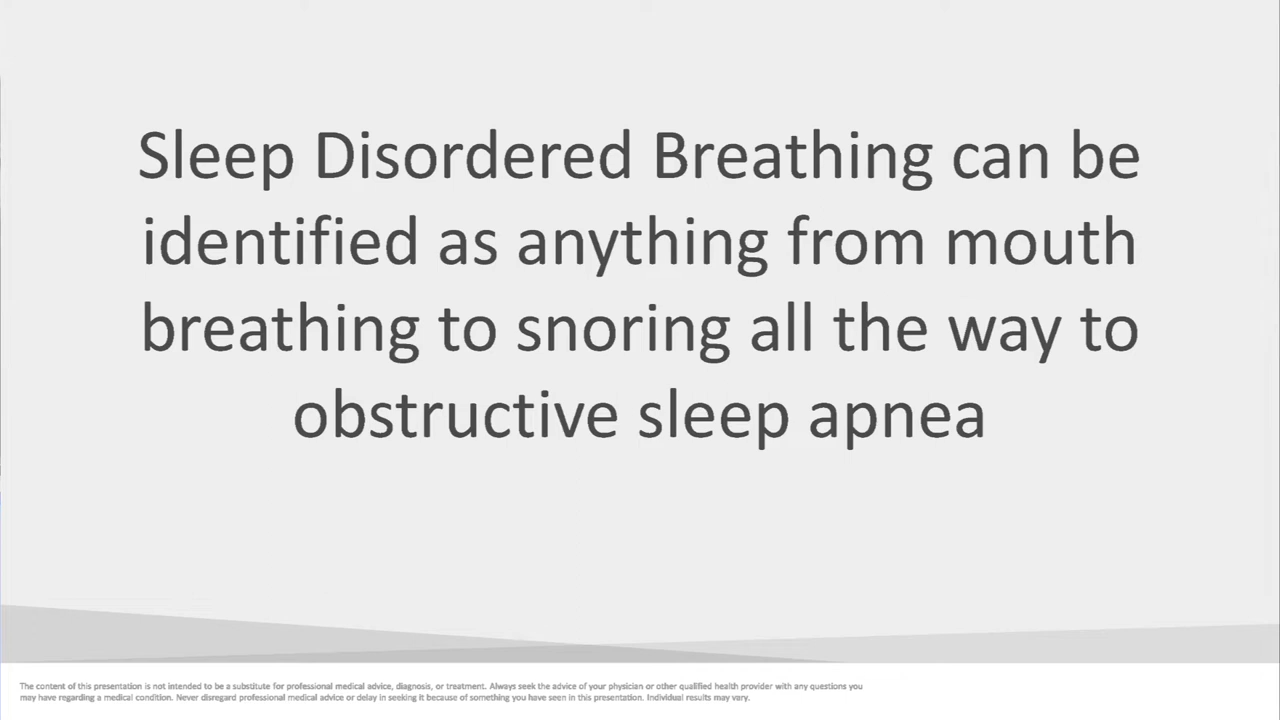 Sleep Disordered Breathing can be
identified as anything from mouth
breathing to snoring all the way to
obstructive sleep apnea
The content of this presentation is not intended to be a substitute for professional medical advice, diagnosis, or treatment. Always seek the advice of your physician or other qualified health provider with any questions you
may have regarding a medical condition. Never disregard professional medical advice or delay in seeking it because of something you have seen in this presentation. Individual results may vary.